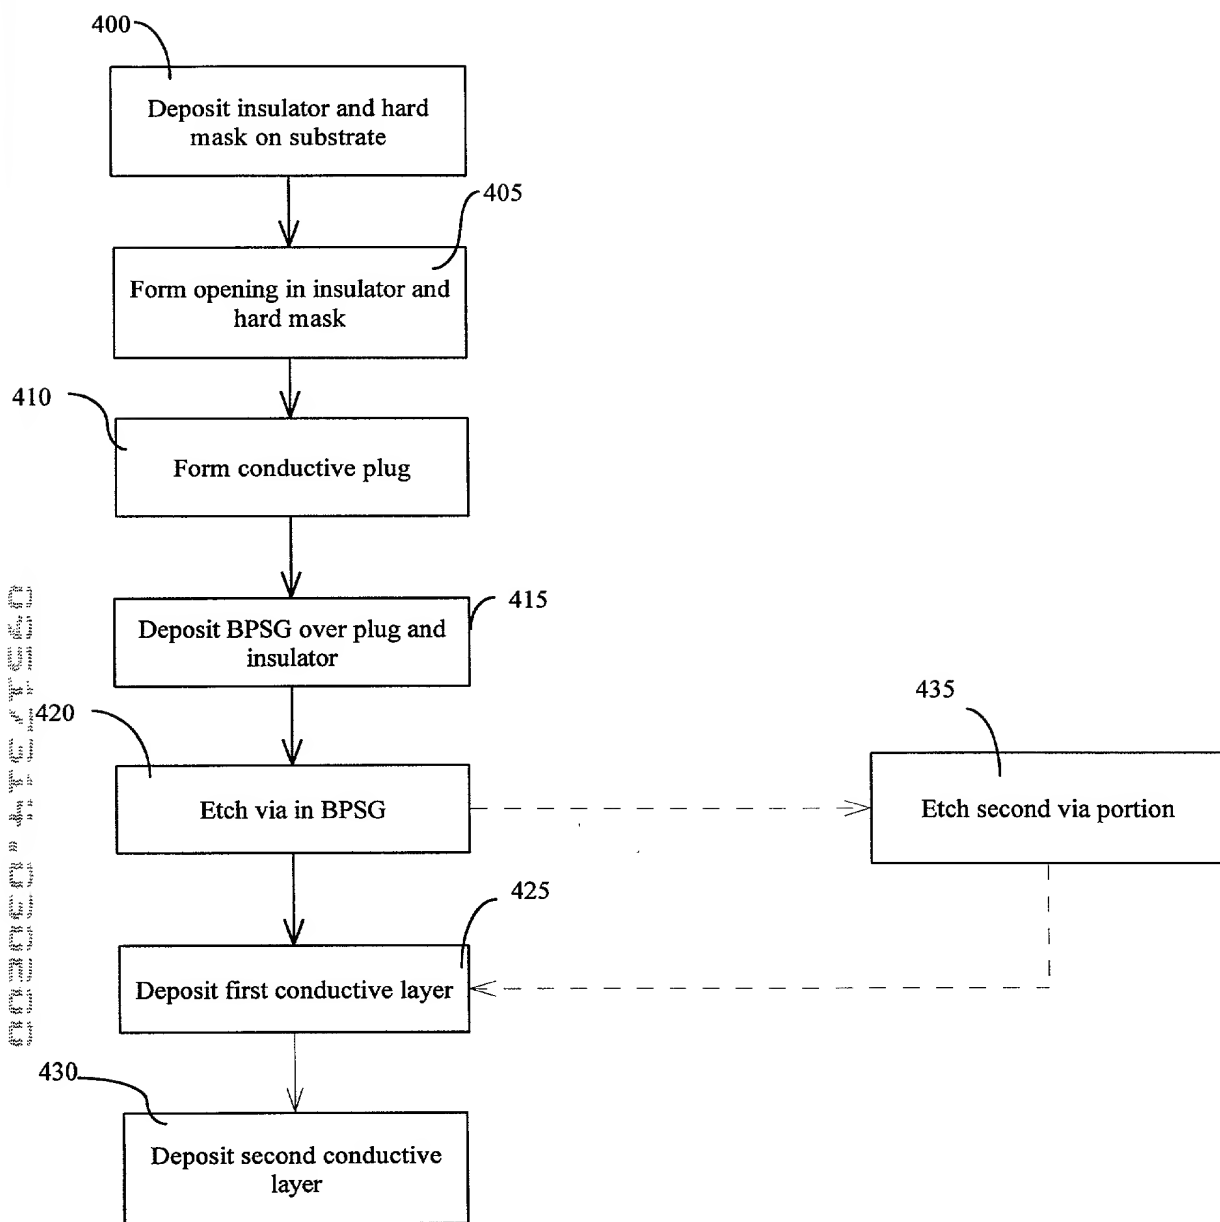 400
Deposit insulator and hard
mask on substrate
405
Form opening in insulator and
hard mask
410
Form conductive plug
415
Deposit BPSG over plug and
insulator
420
Etch via in BPSG
435
Etch second via portion
425
Deposit first conductive layer
430
Deposit second conductive
layer